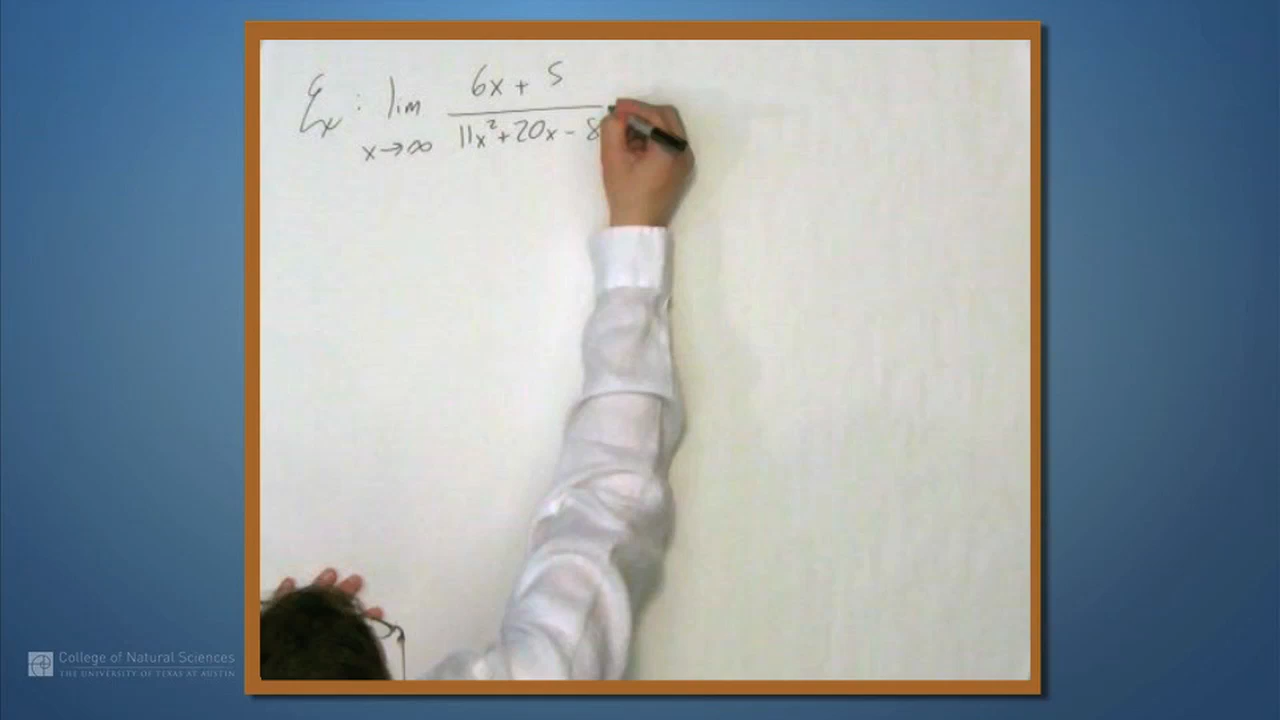 Ex: lim 6x + 5
x→∞ 11x²+20x - 8
College of Natural Sciences
THE UNIVERSITY OF TEXAS AT AUSTIN